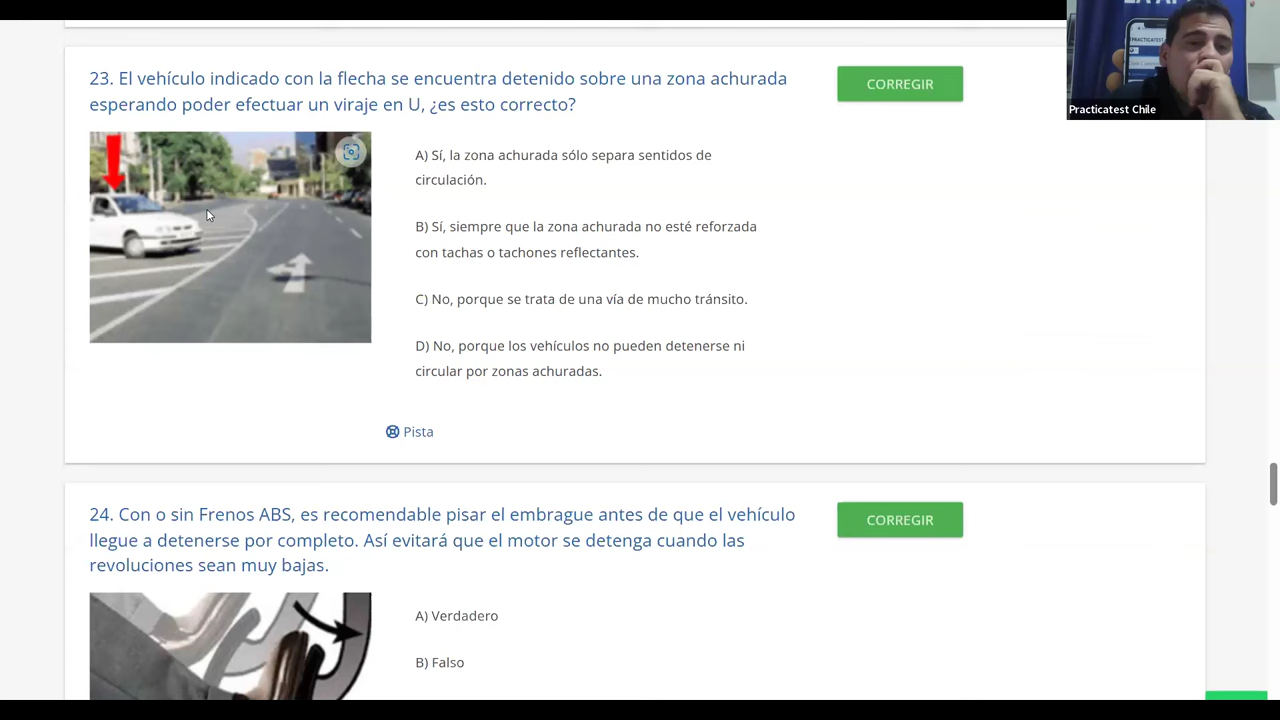 23. El vehículo indicado con la flecha se encuentra detenido sobre una zona achurada
esperando poder efectuar un viraje en U, ¿es esto correcto?
CORREGIR
PRACTICATEST
Practicatest Chile
A) Sí, la zona achurada sólo separa sentidos de
circulación.
B) Sí, siempre que la zona achurada no esté reforzada
con tachas o tachones reflectantes.
C) No, porque se trata de una vía de mucho tránsito.
D) No, porque los vehículos no pueden detenerse ni
circular por zonas achuradas.
Pista
24. Con o sin Frenos ABS, es recomendable pisar el embrague antes de que el vehículo
llegue a detenerse por completo. Así evitará que el motor se detenga cuando las
revoluciones sean muy bajas.
CORREGIR
A) Verdadero
B) Falso